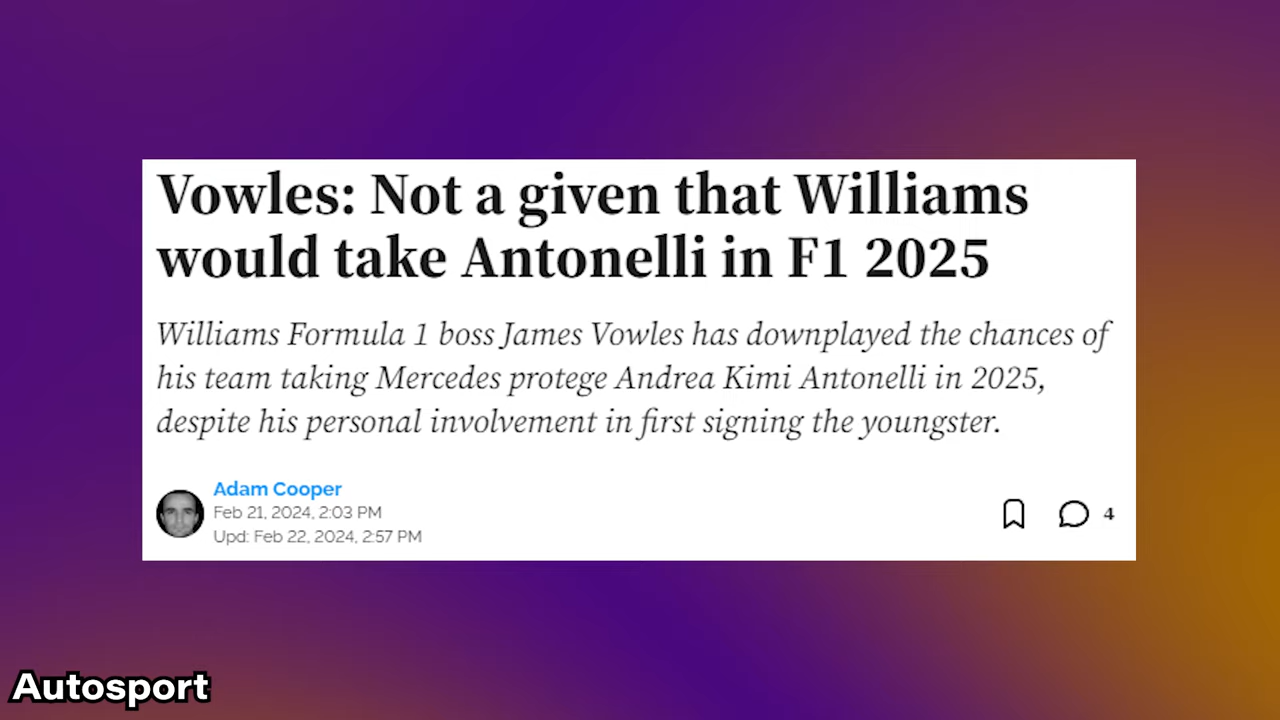 Vowles: Not a given that Williams
would take Antonelli in F1 2025
Williams Formula 1 boss James Vowles has downplayed the chances of
his team taking Mercedes protege Andrea Kimi Antonelli in 2025,
despite his personal involvement in first signing the youngster.
Adam Cooper
Feb 21, 2024, 2:03 PM
Upd: Feb 22, 2024, 2:57 PM
4
Autosport